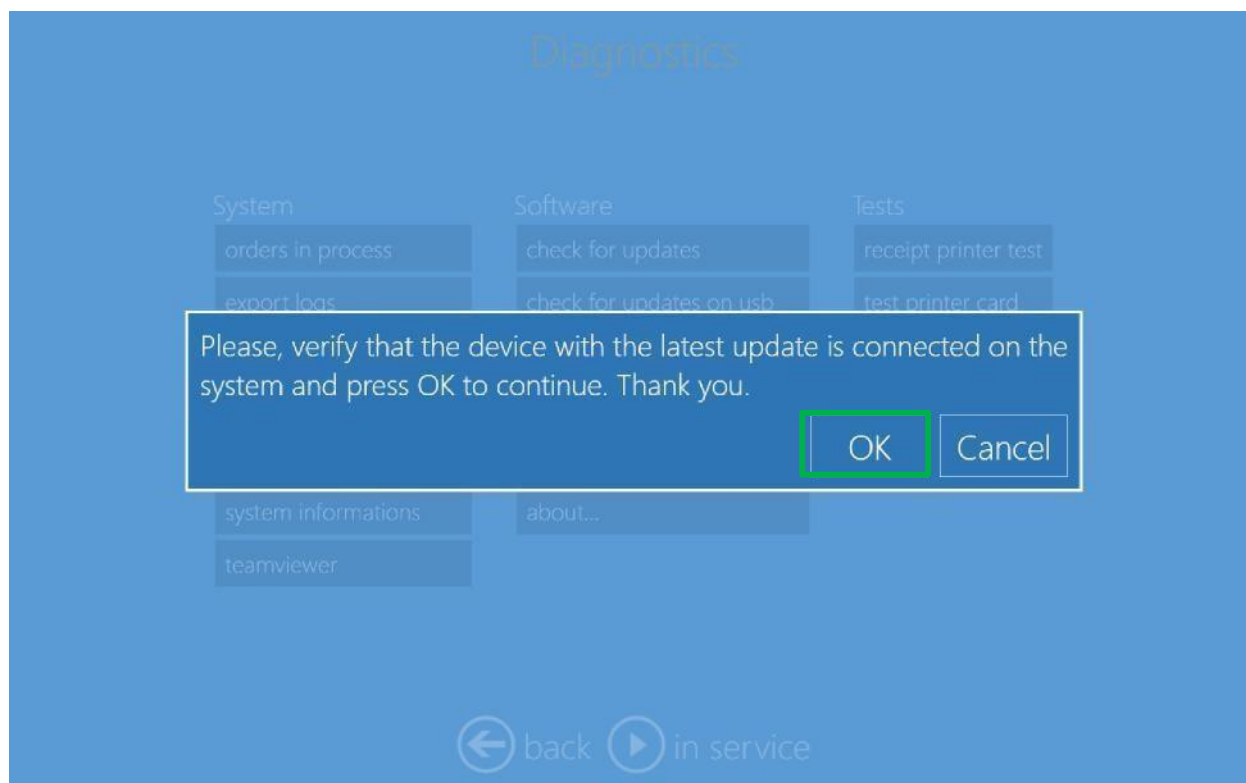 Diagnostics
System
Software
Tests
orders in process
check for updates
receipt printer test
export logs
check for updates on usb
test printer card
Please, verify that the device with the latest update is connected on the
system and press OK to continue. Thank you.
OK
Cancel
system informations
about...
teamviewer
back
in service